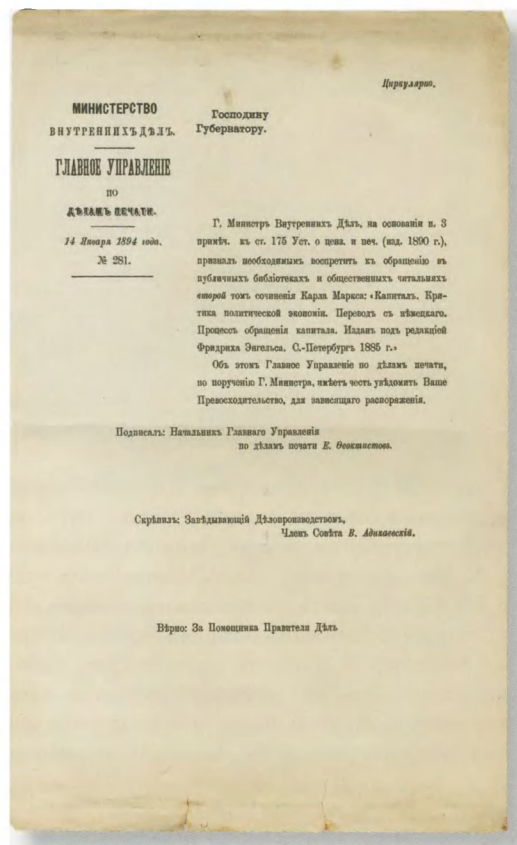 Циркулярно.
МИНИСТЕРСТВО
ВНУТРЕННИХЪ ДѢЛЪ.
ГЛАВНОЕ УПРАВЛЕНІЕ
ПО
ДѢЛАМЪ ПЕЧАТИ.
14 Января 1894 года.
№ 281.
Господину
Губернатору.
Г. Министръ Внутреннихъ Дѣлъ, на основаніи п. 3
примѣч. къ ст. 175 Уст. о ценз. и печ. (изд. 1890 г.),
призналъ необходимымъ воспретить къ обращенію въ
публичныхъ библіотекахъ и общественныхъ читальняхъ
второй томъ сочиненія Карла Маркса: «Капиталъ. Кри-
тика политической экономіи. Переводъ съ нѣмецкаго.
Процессъ обращенія капитала. Изданъ подъ редакціей
Фридриха Энгельса. С.-Петербургъ 1885 г.»
Объ этомъ Главное Управленіе по дѣламъ печати,
по порученію Г. Министра, имѣетъ честь увѣдомить Ваше
Превосходительство, для зависящаго распоряженія.
Подписалъ: Начальникъ Главнаго Управленія
по дѣламъ печати Е. Ѳеоктистовъ.
Скрѣпилъ: Завѣдывающій Дѣлопроизводствомъ,
Членъ Совѣта В. Адикаевскій.
Вѣрно: За Помощника Правителя Дѣлъ